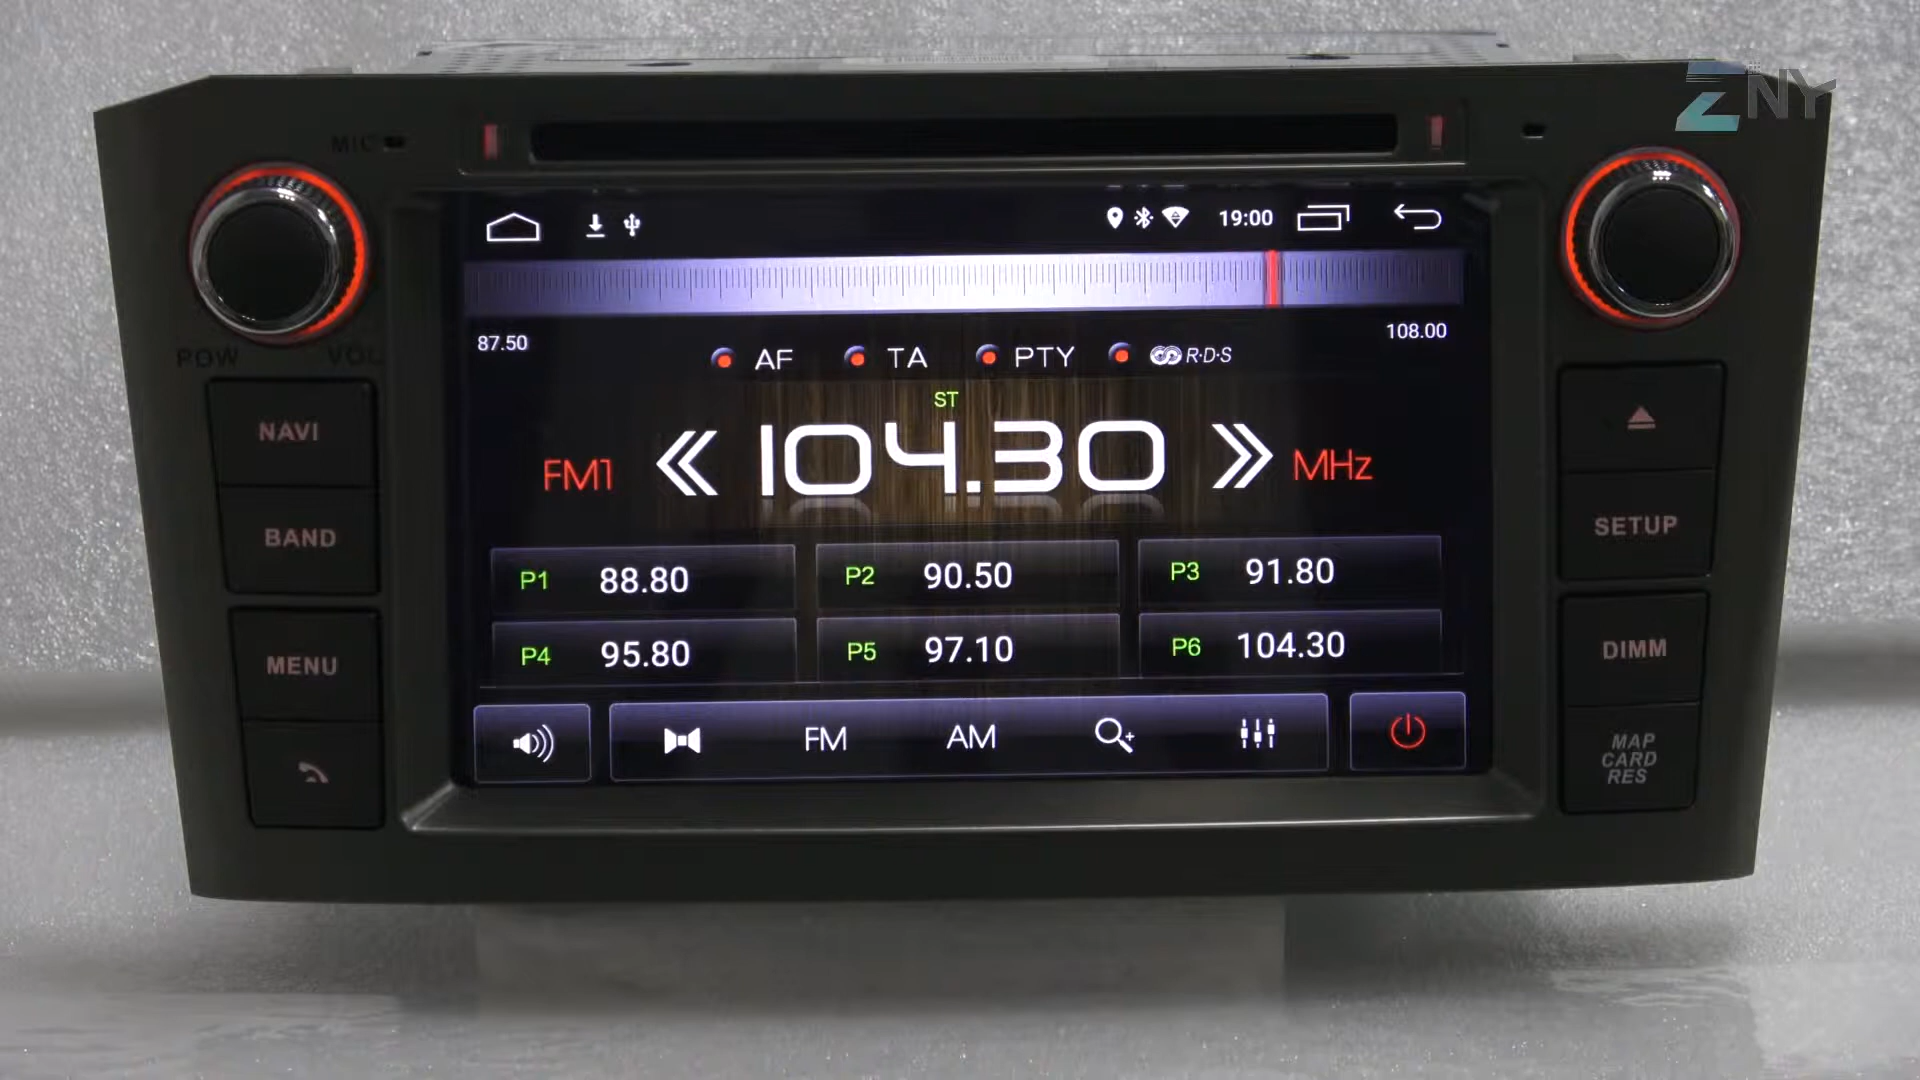 ZNY
MIC
POW VOL
NAVI
BAND
MENU
19:00
87.50
108.00
AF TA PTY R·D·S
ST
FM1 104.30 MHz
P1 88.80 P2 90.50 P3 91.80
P4 95.80 P5 97.10 P6 104.30
FM AM
SETUP
DIMM
MAP
CARD
RES